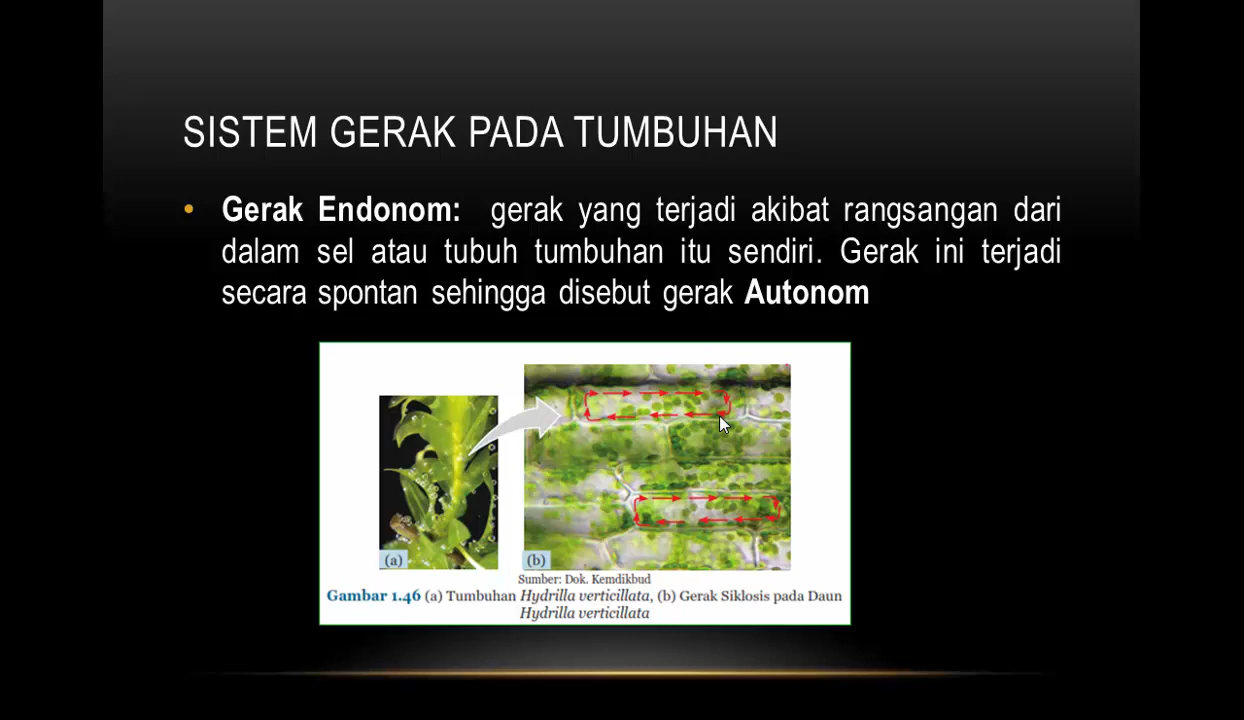 SISTEM GERAK PADA TUMBUHAN
• Gerak Endonom: gerak yang terjadi akibat rangsangan dari
dalam sel atau tubuh tumbuhan itu sendiri. Gerak ini terjadi
secara spontan sehingga disebut gerak Autonom
(a)
(b)
Sumber: Dok. Kemdikbud
Gambar 1.46 (a) Tumbuhan Hydrilla verticillata, (b) Gerak Siklosis pada Daun
Hydrilla verticillata